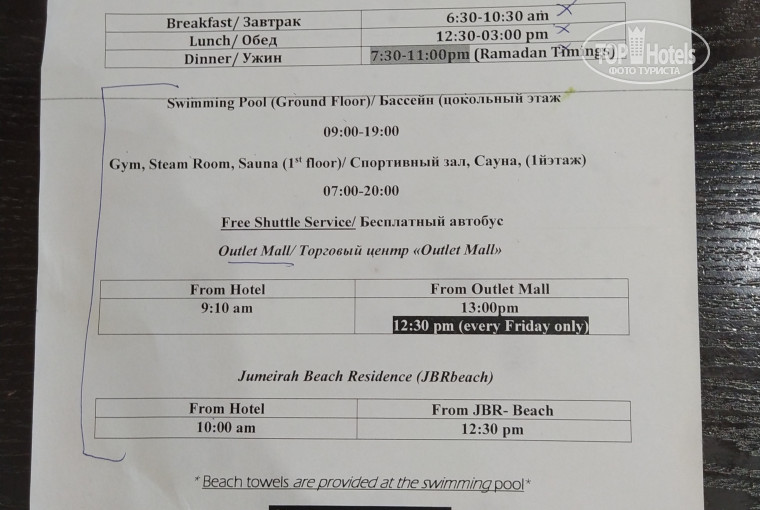 Breakfast/ Завтрак 6:30-10:30 am
Lunch/ Обед 12:30-03:00 pm
Dinner/ Ужин 7:30-11:00pm (Ramadan Timings)
TOP Hotels
ФОТО ТУРИСТА
Swimming Pool (Ground Floor)/ Бассейн (цокольный этаж
09:00-19:00
Gym, Steam Room, Sauna (1st floor)/ Спортивный зал, Сауна, (1йэтаж)
07:00-20:00
Free Shuttle Service/ Бесплатный автобус
Outlet Mall/ Торговый центр «Outlet Mall»
From Hotel From Outlet Mall
9:10 am 13:00pm
12:30 pm (every Friday only)
Jumeirah Beach Residence (JBRbeach)
From Hotel From JBR- Beach
10:00 am 12:30 pm
*Beach towels are provided at the swimming pool*